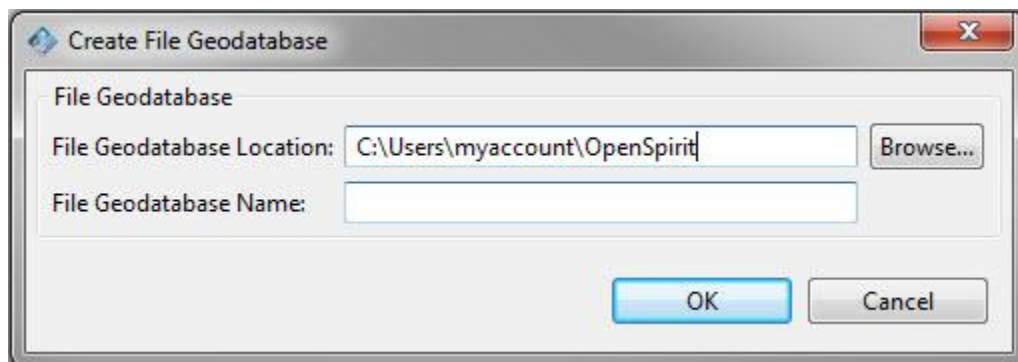 Create File Geodatabase
File Geodatabase
File Geodatabase Location: C:\Users\myaccount\OpenSpirit Browse...
File Geodatabase Name:
OK Cancel